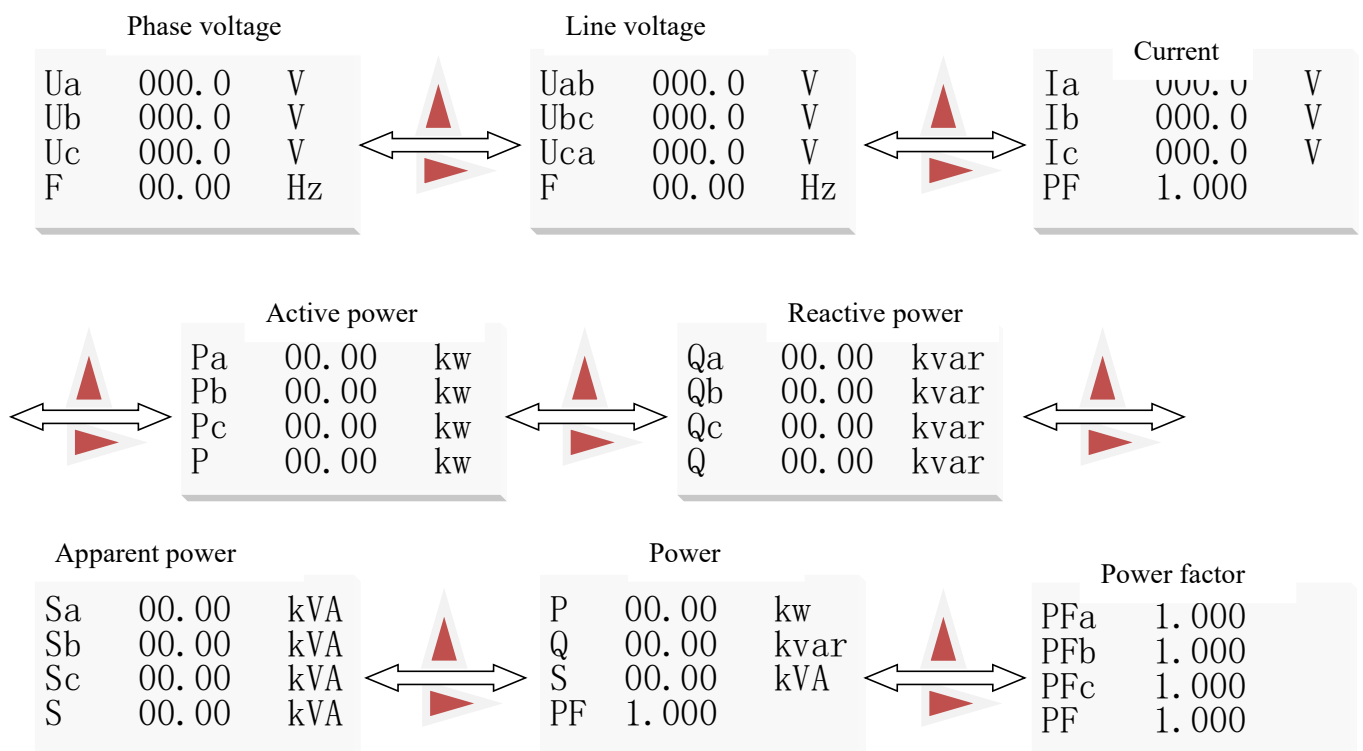 Phase voltage
Ua 000.0 V
Ub 000.0 V
Uc 000.0 V
F 00.00 Hz
Line voltage
Uab 000.0 V
Ubc 000.0 V
Uca 000.0 V
F 00.00 Hz
Current
Ia 000.0 V
Ib 000.0 V
Ic 000.0 V
PF 1.000
Active power
Pa 00.00 kw
Pb 00.00 kw
Pc 00.00 kw
P 00.00 kw
Reactive power
Qa 00.00 kvar
Qb 00.00 kvar
Qc 00.00 kvar
Q 00.00 kvar
Apparent power
Sa 00.00 kVA
Sb 00.00 kVA
Sc 00.00 kVA
S 00.00 kVA
Power
P 00.00 kw
Q 00.00 kvar
S 00.00 kVA
PF 1.000
Power factor
PFa 1.000
PFb 1.000
PFc 1.000
PF 1.000